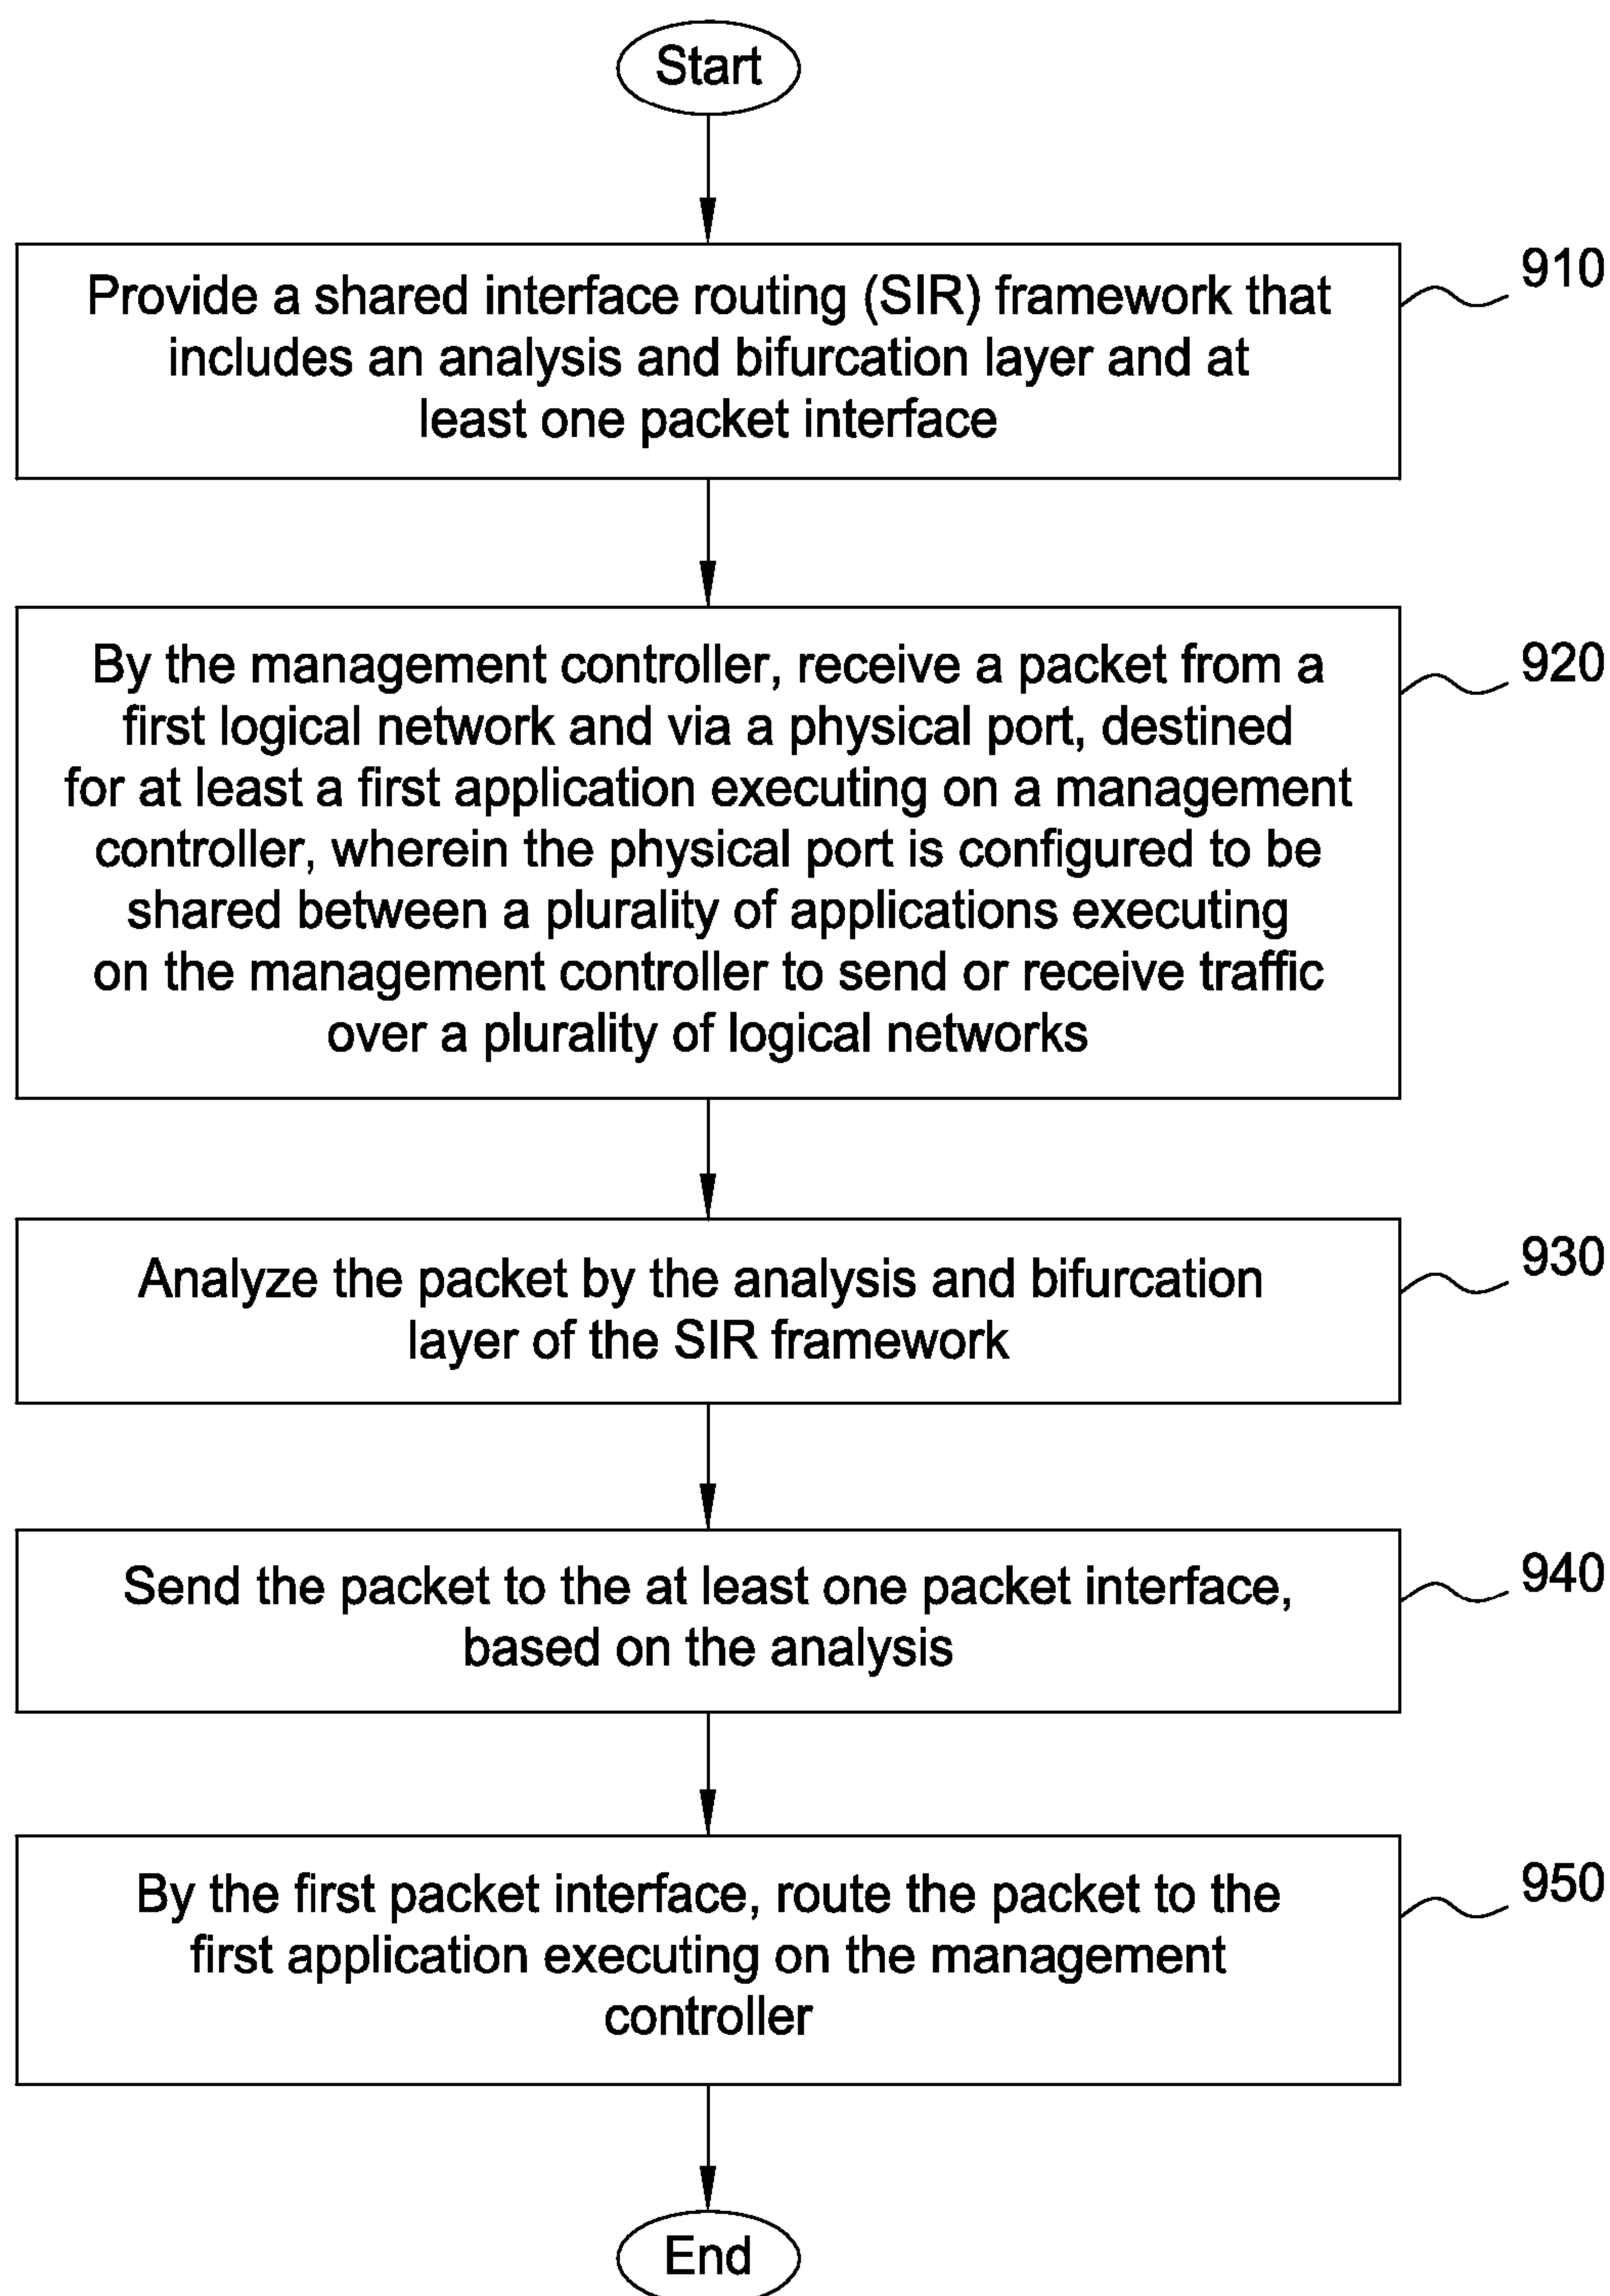 Start
Provide a shared interface routing (SIR) framework that
includes an analysis and bifurcation layer and at
least one packet interface
910
By the management controller, receive a packet from a
first logical network and via a physical port, destined
for at least a first application executing on a management
controller, wherein the physical port is configured to be
shared between a plurality of applications executing
on the management controller to send or receive traffic
over a plurality of logical networks
920
Analyze the packet by the analysis and bifurcation
layer of the SIR framework
930
Send the packet to the at least one packet interface,
based on the analysis
940
By the first packet interface, route the packet to the
first application executing on the management
controller
950
End